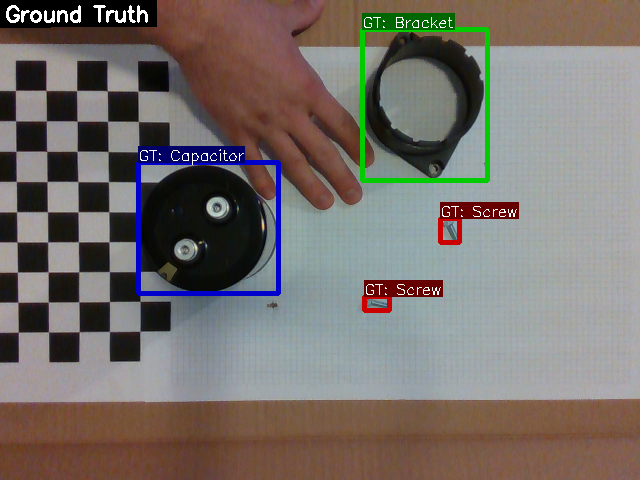 Ground Truth
GT: Bracket
GT: Capacitor
GT: Screw
GT: Screw